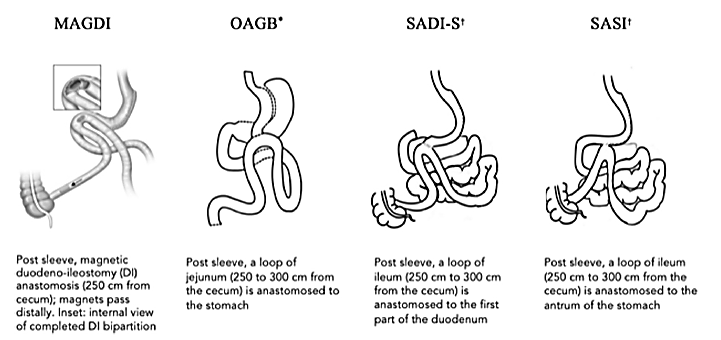 MAGDI
OAGB*
SADI-S†
SASI†
Post sleeve, magnetic
duodeno-ileostomy (DI)
anastomosis (250 cm from
cecum); magnets pass
distally. Inset: internal view
of completed DI bipartition
Post sleeve, a loop of
jejunum (250 to 300 cm from
the cecum) is anastomosed to
the stomach
Post sleeve, a loop of
ileum (250 cm to 300 cm
from the cecum) is
anastomosed to the first
part of the duodenum
Post sleeve, a loop of ileum
(250 cm to 300 cm from the
cecum) is anastomosed to the
antrum of the stomach